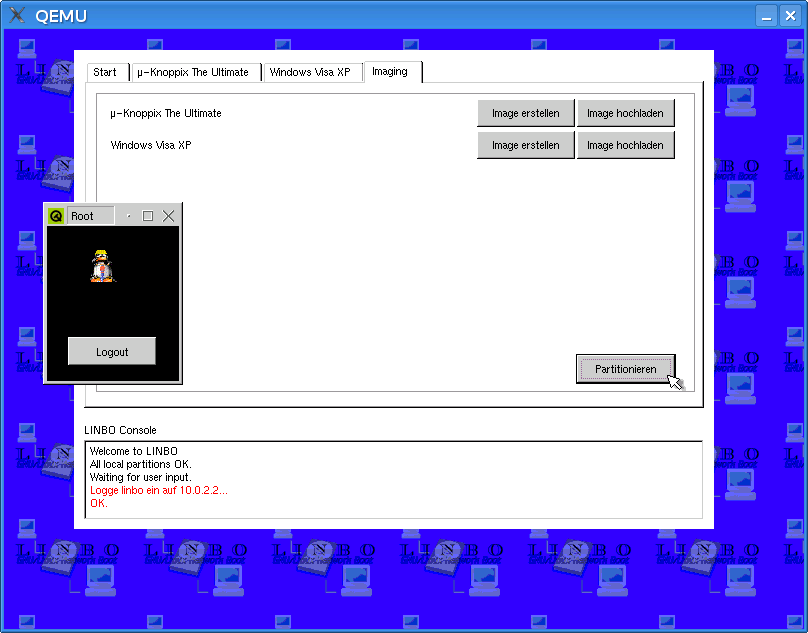 QEMU
Start
µ-Knoppix The Ultimate
Windows Visa XP
Imaging
µ-Knoppix The Ultimate
Image erstellen
Image hochladen
Windows Visa XP
Image erstellen
Image hochladen
Root
Logout
Partitionieren
LINBO Console
Welcome to LINBO
All local partitions OK.
Waiting for user input.
Logge linbo ein auf 10.0.2.2...
OK.